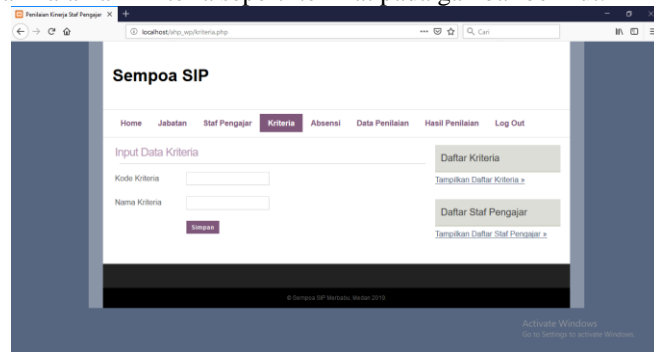 Penilaian Kinerja Staf Pengajar
localhost/ahp_wp/kriteria.php
Cari
Sempoa SIP
Home Jabatan Staf Pengajar Kriteria Absensi Data Penilaian Hasil Penilaian Log Out
Input Data Kriteria
Kode Kriteria
Nama Kriteria
Simpan
Daftar Kriteria
Tampilkan Daftar Kriteria »
Daftar Staf Pengajar
Tampilkan Daftar Staf Pengajar »
© Sempoa SIP Merbabu, Medan 2019
Activate Windows
Go to Settings to activate Windows.